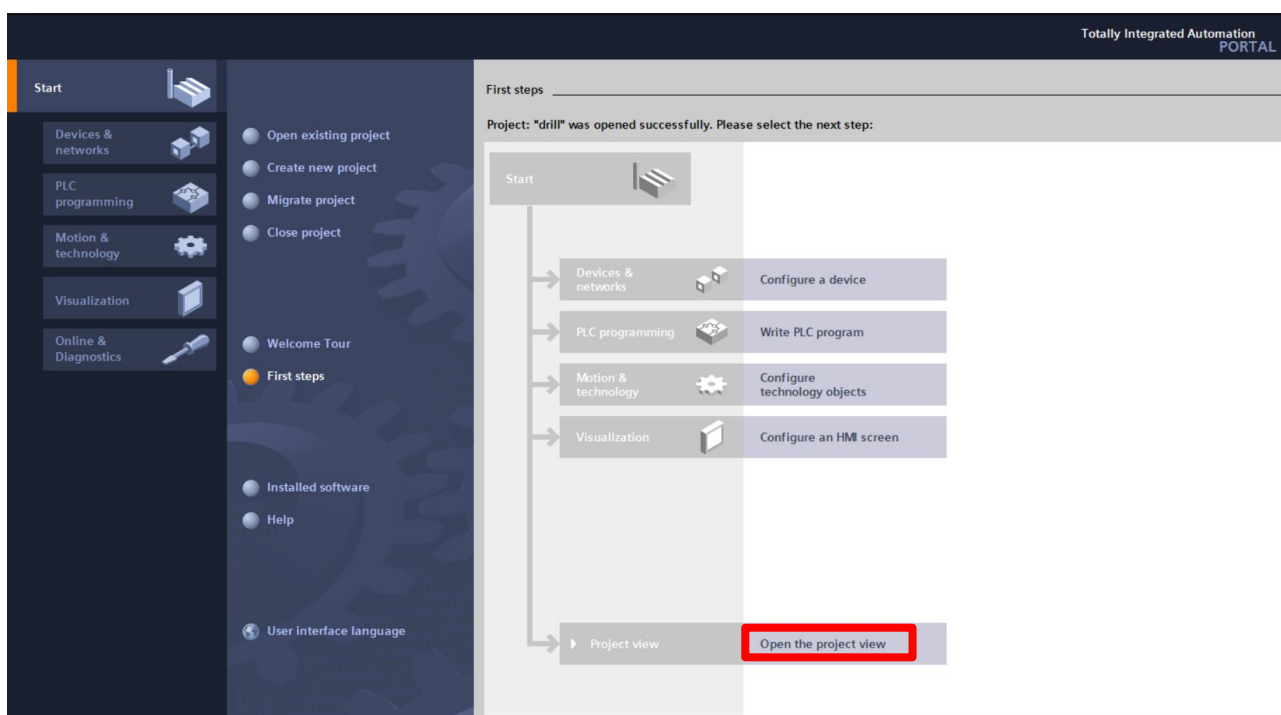 Totally Integrated Automation
PORTAL
Start
Devices &
networks
PLC
programming
Motion &
technology
Visualization
Online &
Diagnostics
Open existing project
Create new project
Migrate project
Close project
Welcome Tour
First steps
Installed software
Help
User interface language
First steps
Project: "drill" was opened successfully. Please select the next step:
Start
Devices &
networks
Configure a device
PLC programming
Write PLC program
Motion &
technology
Configure
technology objects
Visualization
Configure an HMI screen
Project view
Open the project view